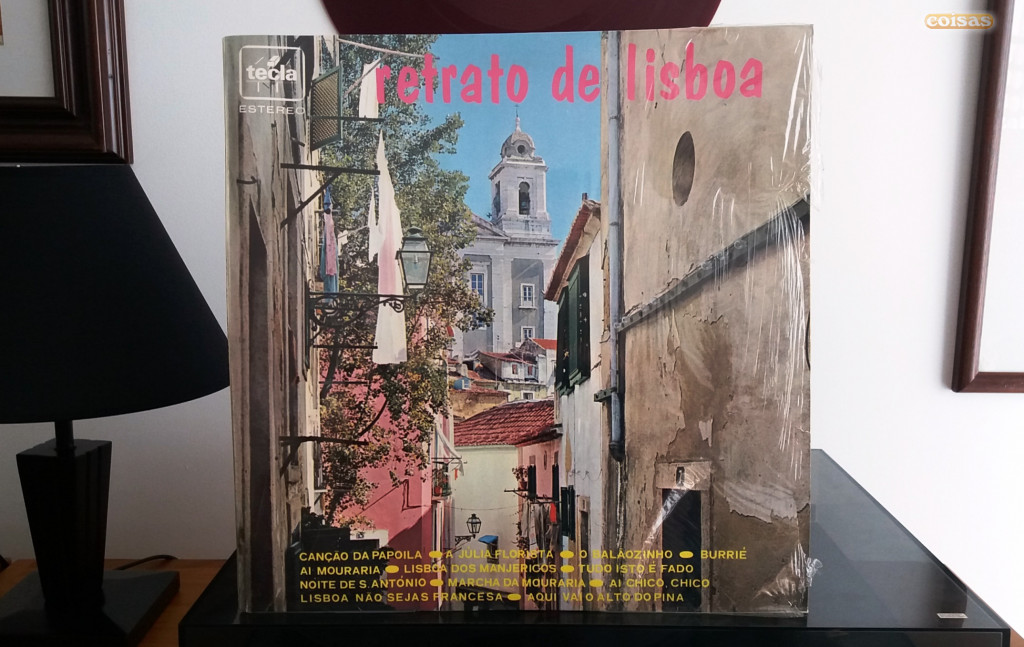 coisas
tecla
ESTEREO
retrato de lisboa
CANÇÃO DA PAPOILA ● A JÚLIA FLORISTA ● O BALÃOZINHO ● BURRIÉ
AI MOURARIA ● LISBOA DOS MANJERICOS ● TUDO ISTO É FADO
NOITE DE S. ANTÓNIO ● MARCHA DA MOURARIA ● AI CHICO, CHICO
LISBOA NÃO SEJAS FRANCESA ● AQUI VAI O ALTO DO PINA